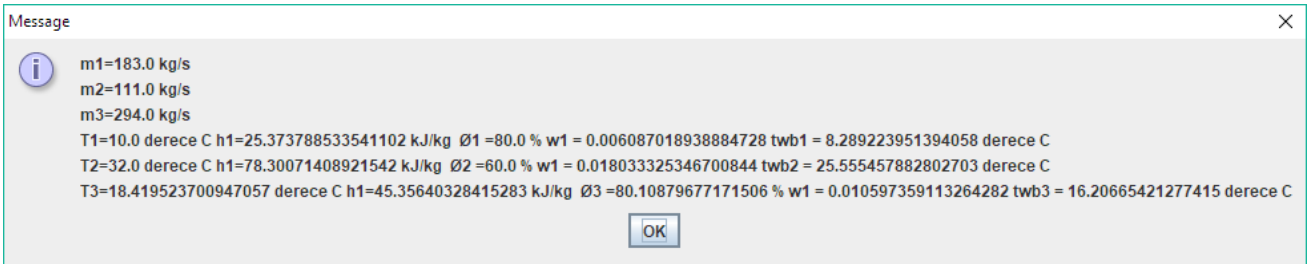 Message
m1=183.0 kg/s
m2=111.0 kg/s
m3=294.0 kg/s
T1=10.0 derece C h1=25.373788533541102 kJ/kg Ø1 =80.0 % w1 = 0.006087018938884728 twb1 = 8.289223951394058 derece C
T2=32.0 derece C h1=78.30071408921542 kJ/kg Ø2 =60.0 % w1 = 0.018033325346700844 twb2 = 25.555457882802703 derece C
T3=18.419523700947057 derece C h1=45.35640328415283 kJ/kg Ø3 =80.10879677171506 % w1 = 0.010597359113264282 twb3 = 16.20665421277415 derece C
OK